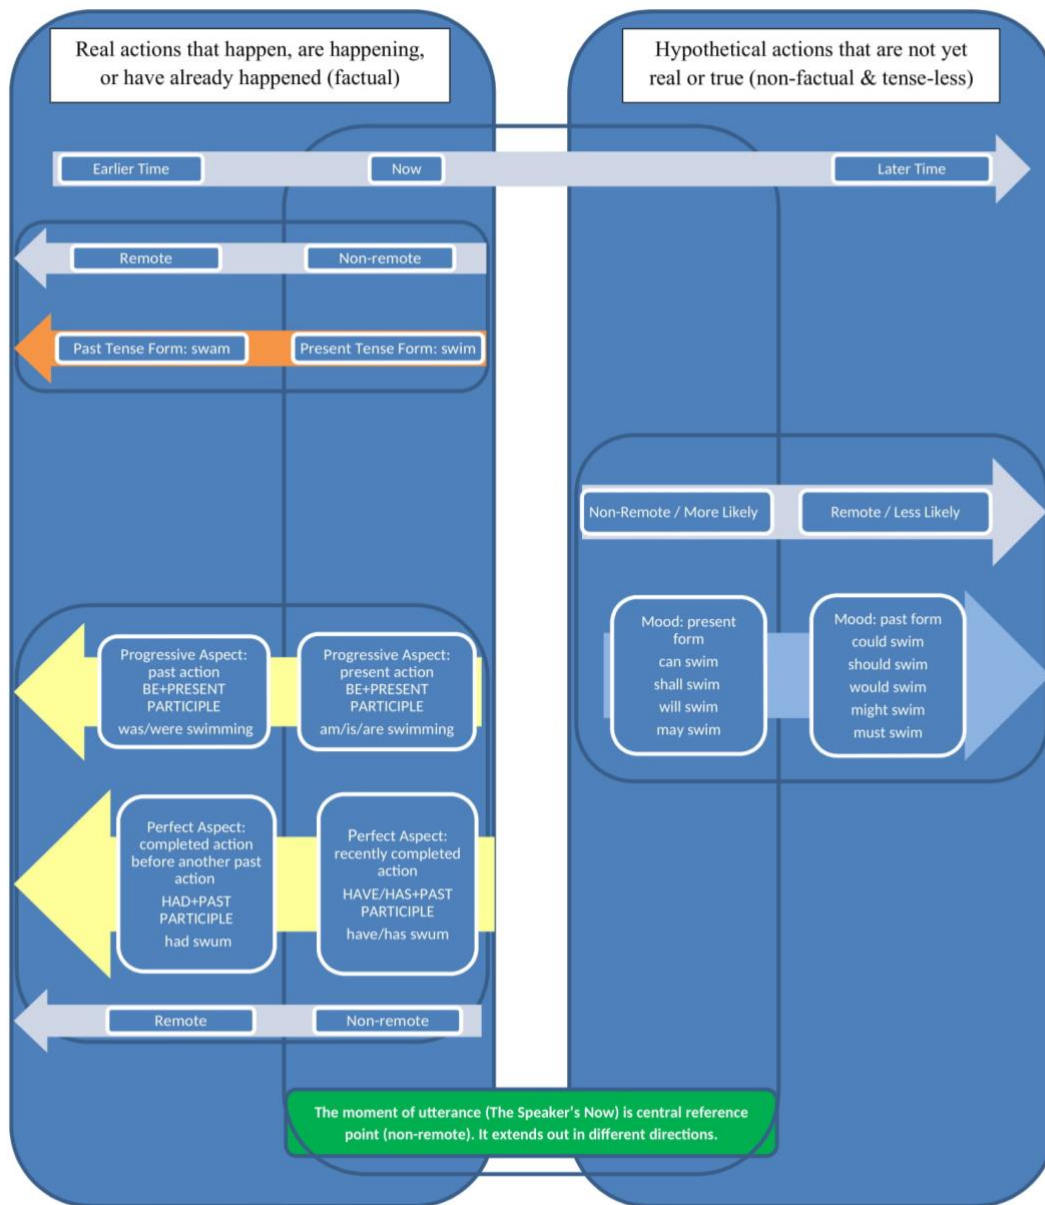 Real actions that happen, are happening,
or have already happened (factual)
Hypothetical actions that are not yet
real or true (non-factual & tense-less)
Earlier Time
Now
Later Time
Remote
Non-remote
Past Tense Form: swam
Present Tense Form: swim
Non-Remote / More Likely
Remote / Less Likely
Mood: present
form
can swim
shall swim
will swim
may swim
Mood: past form
could swim
should swim
would swim
might swim
must swim
Progressive Aspect:
past action
BE+PRESENT
PARTICIPLE
was/were swimming
Progressive Aspect:
present action
BE+PRESENT
PARTICIPLE
am/is/are swimming
Perfect Aspect:
completed action
before another past
action
HAD+PAST
PARTICIPLE
had swum
Perfect Aspect:
recently completed
action
HAVE/HAS+PAST
PARTICIPLE
have/has swum
Remote
Non-remote
The moment of utterance (The Speaker's Now) is central reference
point (non-remote). It extends out in different directions.